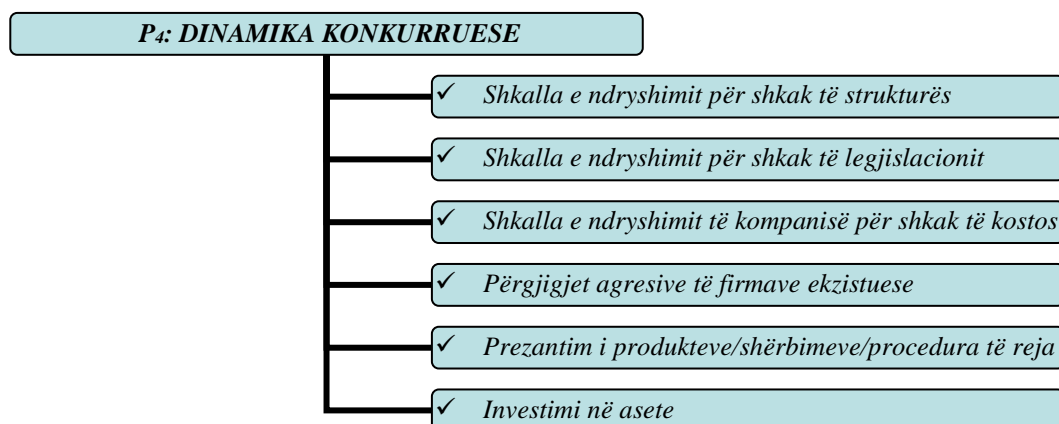 P4: DINAMIKA KONKURRUESE
✓ Shkalla e ndryshimit për shkak të strukturës
✓ Shkalla e ndryshimit për shkak të legjislacionit
✓ Shkalla e ndryshimit të kompanisë për shkak të kostos
✓ Përgjigjet agresive të firmave ekzistuese
✓ Prezantim i produkteve/shërbimeve/procedura të reja
✓ Investimi në asete